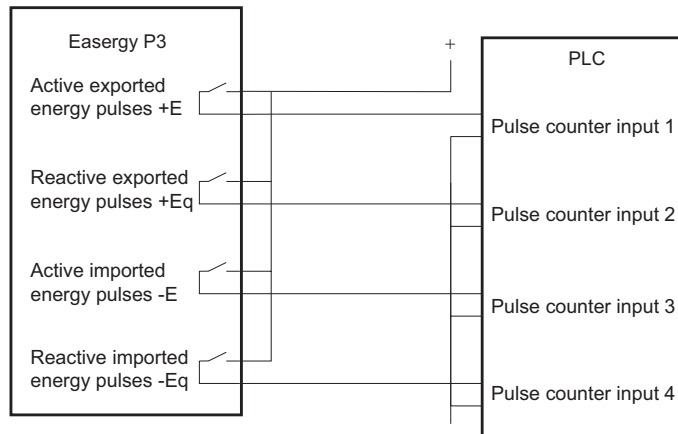 Easergy P3
Active exported
energy pulses +E
Reactive exported
energy pulses +Eq
Active imported
energy pulses -E
Reactive imported
energy pulses -Eq
+
PLC
Pulse counter input 1
Pulse counter input 2
Pulse counter input 3
Pulse counter input 4